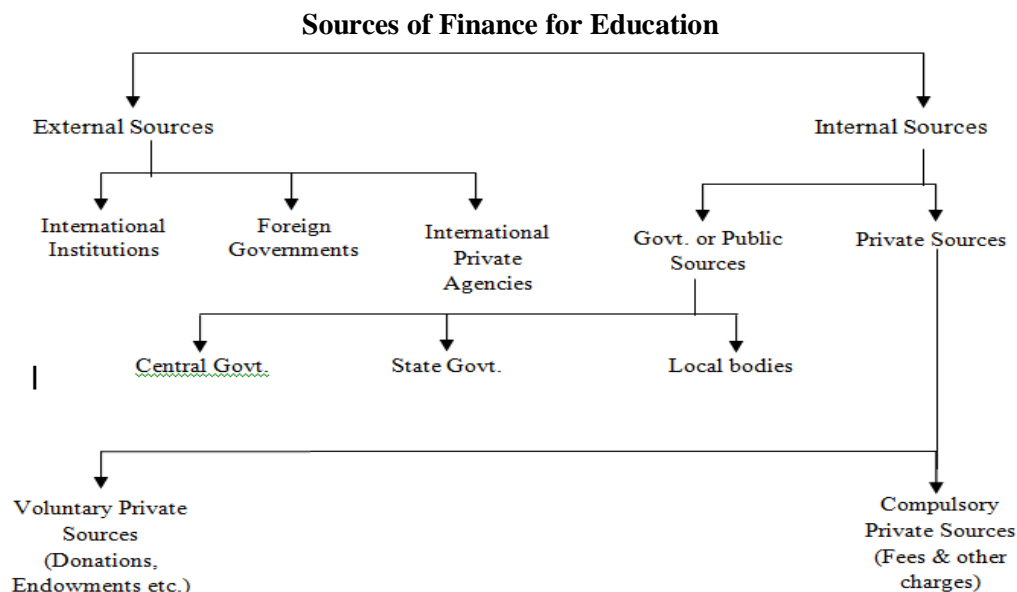 Sources of Finance for Education
External Sources
Internal Sources
International
Institutions
Foreign
Governments
International
Private
Agencies
Govt. or Public
Sources
Private Sources
Central Govt.
State Govt.
Local bodies
Voluntary Private
Sources
(Donations,
Endowments etc.)
Compulsory
Private Sources
(Fees & other
charges)